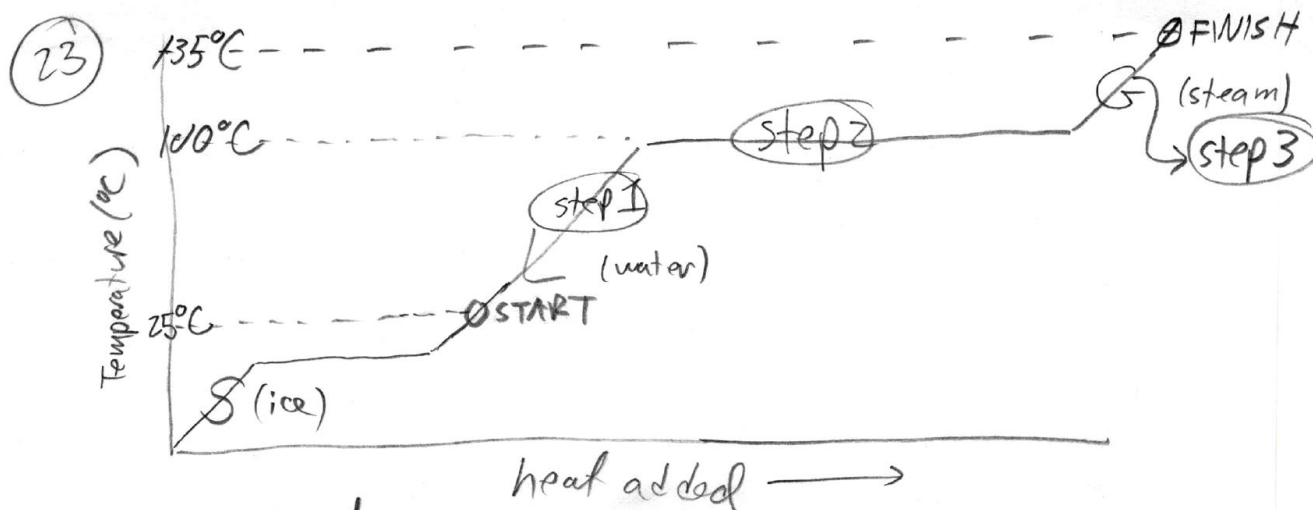 23
135°C
FINISH
(steam)
100°C
step 2
step 3
step 1
L
(water)
Temperature (°C)
25°C
START
S (ice)
G
heat added →